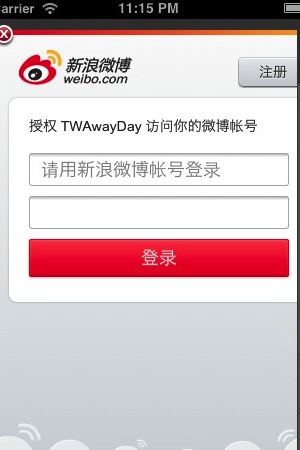 Carrier 11:15 PM
新浪微博
weibo.com
注册
授权 TWAwayDay 访问你的微博帐号
请用新浪微博帐号登录
登录